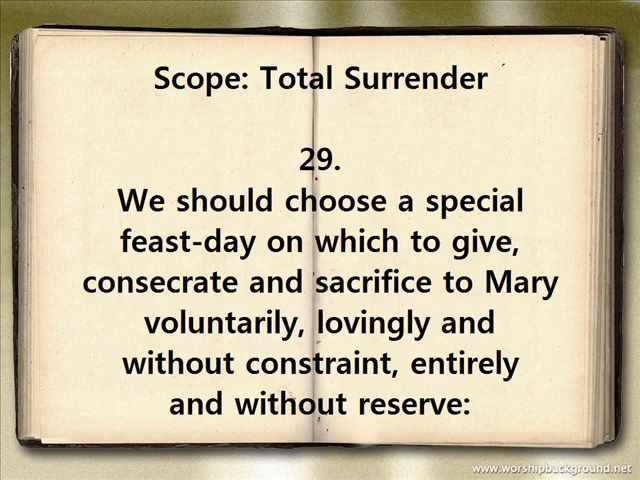 Scope: Total Surrender
29.
We should choose a special
feast-day on which to give,
consecrate and sacrifice to Mary
voluntarily, lovingly and
without constraint, entirely
and without reserve:
www.worshipbackground.net